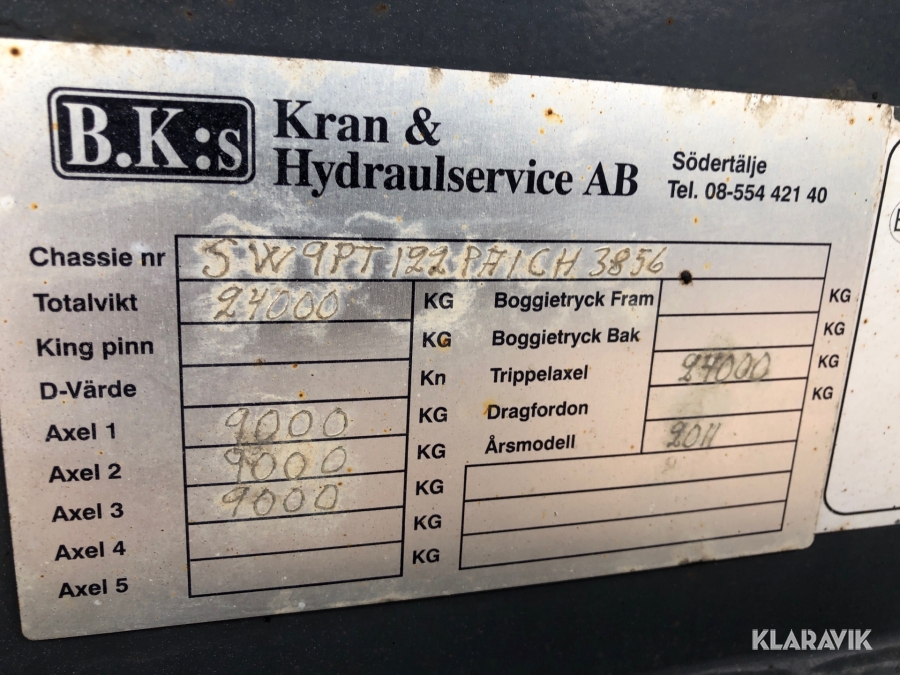 B.K:s Kran &
Hydraulservice AB
Södertälje
Tel. 08-554 421 40
Chassie nr SW9PT122PA1CH3856
Totalvikt 24000 KG Boggietryck Fram KG
King pinn KG Boggietryck Bak KG
D-Värde Kn Trippelaxel 24000 KG
Axel 1 9000 KG Dragfordon KG
Axel 2 9000 KG Årsmodell 2011
Axel 3 9000 KG
Axel 4 KG
Axel 5 KG
KLARAVIK